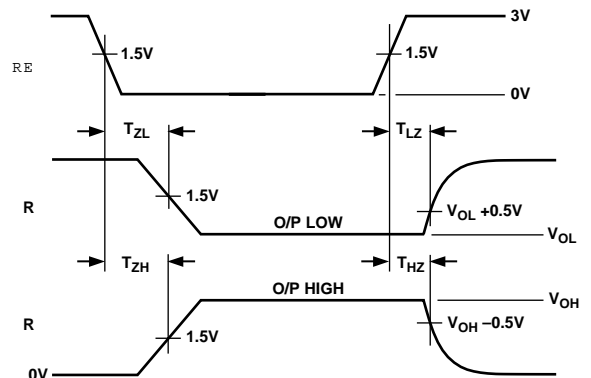 3V
1.5V
1.5V
RE
0V
TZL
TLZ
1.5V
R
O/P LOW
VOL +0.5V
VOL
TZH
THZ
O/P HIGH
VOH
VOH –0.5V
R
1.5V
0V